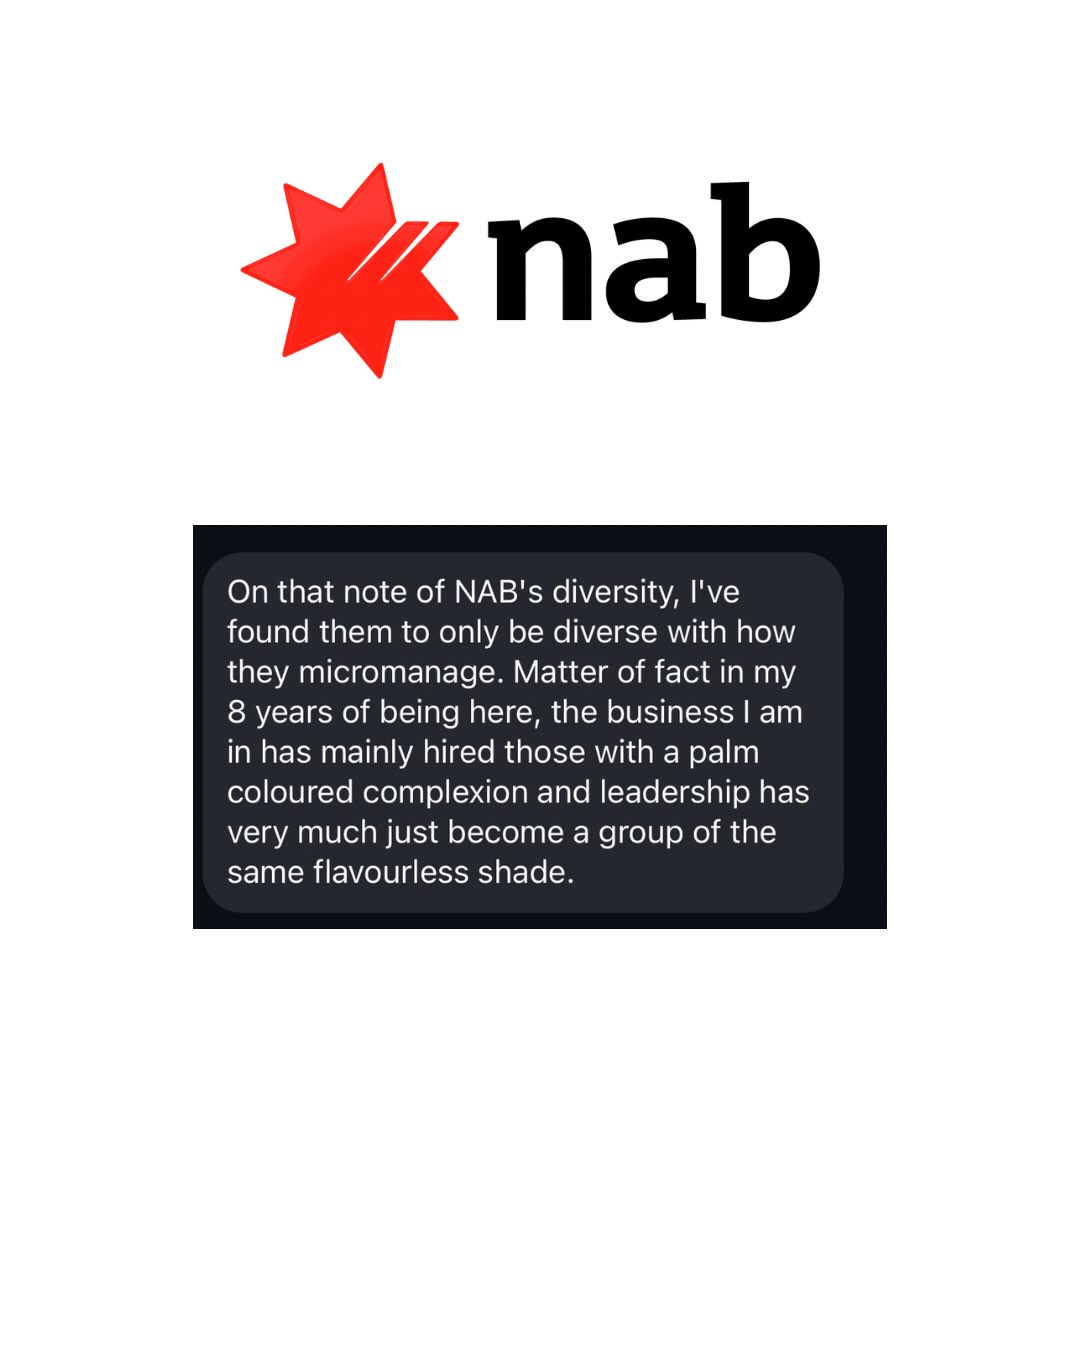 nab
On that note of NAB's diversity, I've
found them to only be diverse with how
they micromanage. Matter of fact in my
8 years of being here, the business I am
in has mainly hired those with a palm
coloured complexion and leadership has
very much just become a group of the
same flavourless shade.